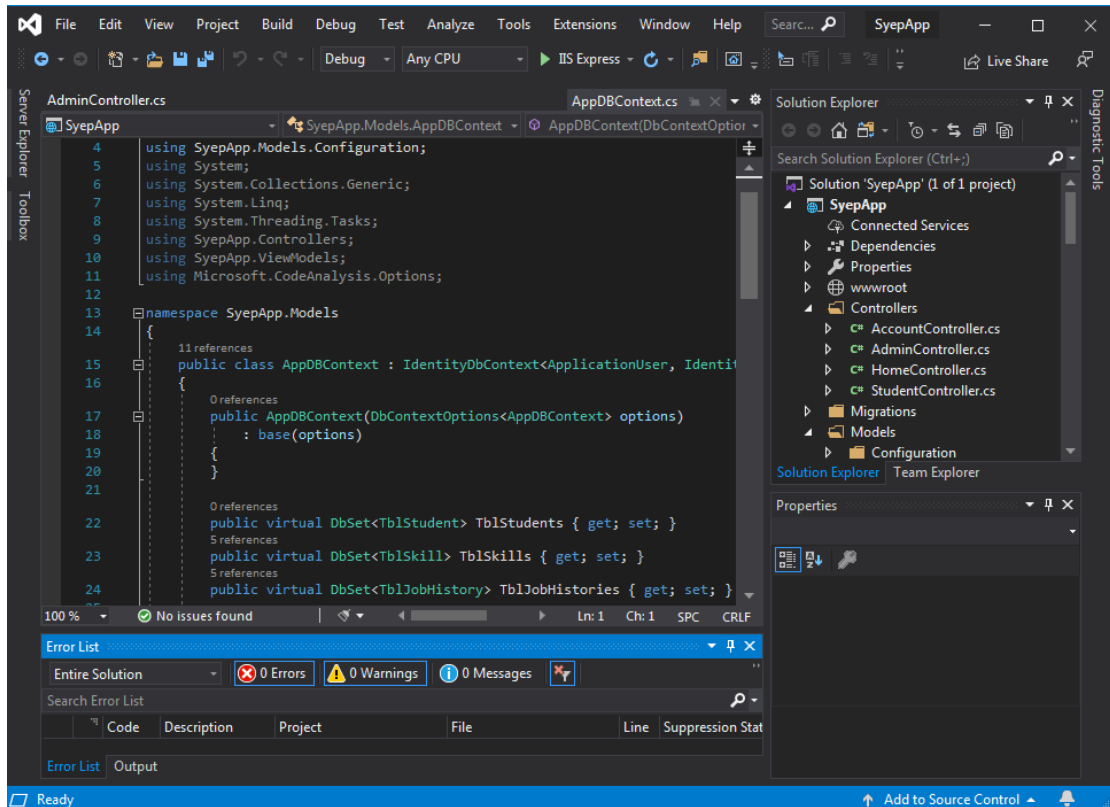 File Edit View Project Build Debug Test Analyze Tools Extensions Window Help Searc... SyepApp
Debug Any CPU IIS Express Live Share
Server Explorer
Toolbox
AdminController.cs AppDBContext.cs
SyepApp SyepApp.Models.AppDBContext AppDBContext(DbContextOption
4 using SyepApp.Models.Configuration;
5 using System;
6 using System.Collections.Generic;
7 using System.Linq;
8 using System.Threading.Tasks;
9 using SyepApp.Controllers;
10 using SyepApp.ViewModels;
11 using Microsoft.CodeAnalysis.Options;
12
13 namespace SyepApp.Models
14 {
11 references
15 public class AppDBContext : IdentityDbContext<ApplicationUser, Identit
16 {
0 references
17 public AppDBContext(DbContextOptions<AppDBContext> options)
18 : base(options)
19 {
20 }
21
0 references
22 public virtual DbSet<TblStudent> TblStudents { get; set; }
5 references
23 public virtual DbSet<TblSkill> TblSkills { get; set; }
5 references
24 public virtual DbSet<TblJobHistory> TblJobHistories { get; set; }
100 % No issues found Ln: 1 Ch: 1 SPC CRLF
Error List
Entire Solution 0 Errors 0 Warnings 0 Messages
Search Error List
Code Description Project File Line Suppression Stat
Error List Output
Solution Explorer
Search Solution Explorer (Ctrl+;)
Solution 'SyepApp' (1 of 1 project)
SyepApp
Connected Services
Dependencies
Properties
wwwroot
Controllers
C# AccountController.cs
C# AdminController.cs
C# HomeController.cs
C# StudentController.cs
Migrations
Models
Configuration
Solution Explorer Team Explorer
Properties
Diagnostic Tools
Ready Add to Source Control